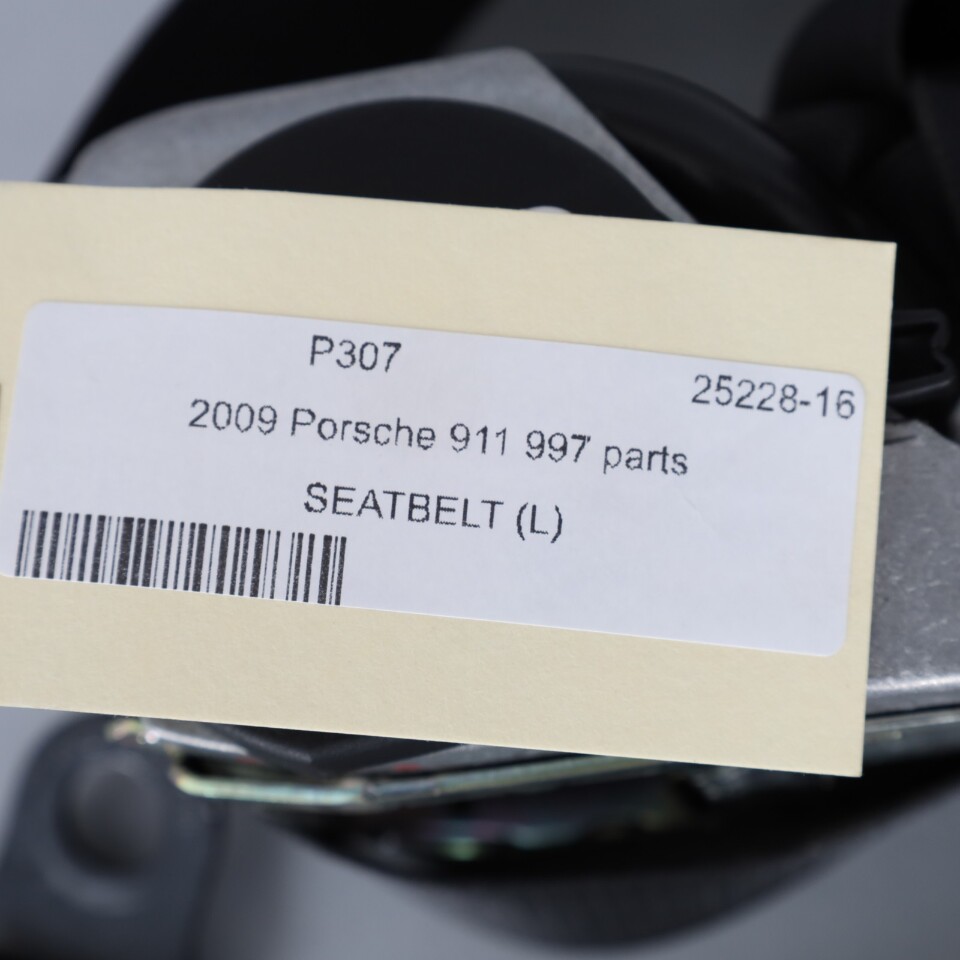 P307
25228-16
2009 Porsche 911 997 parts
SEATBELT (L)